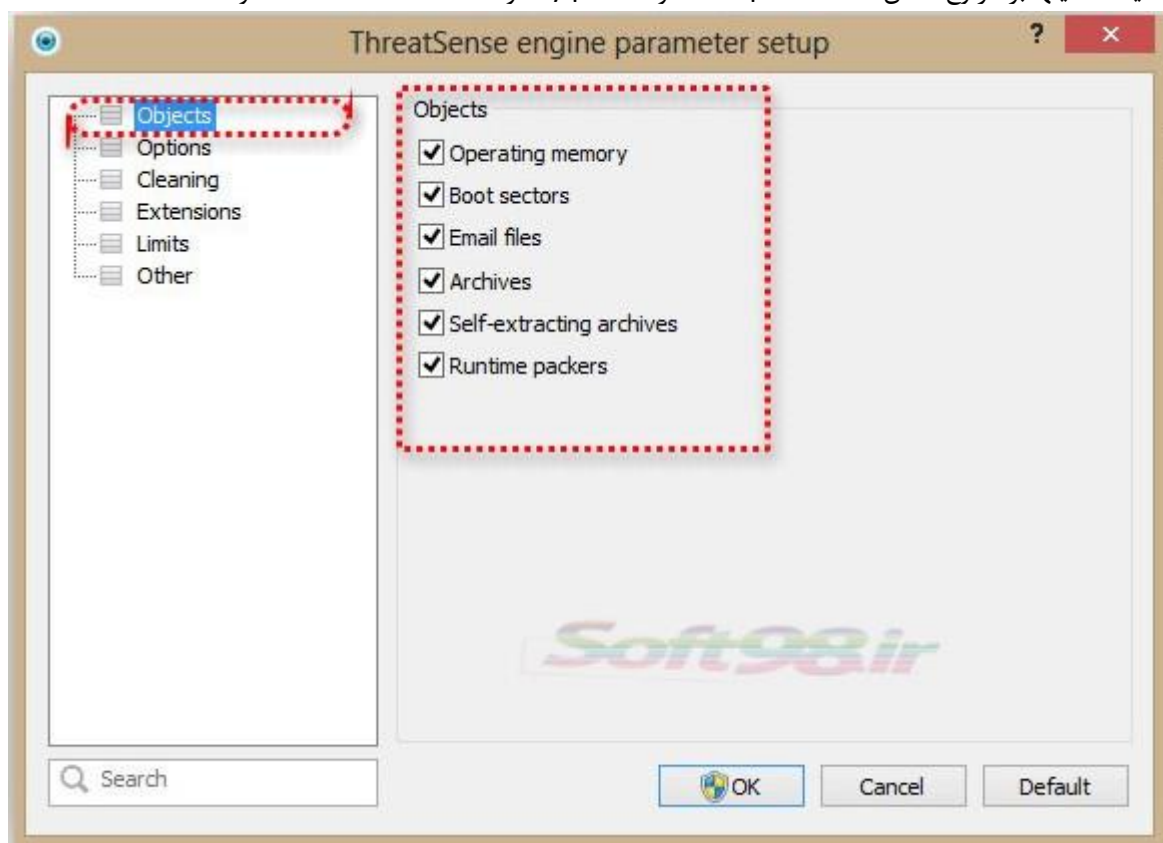 ThreatSense engine parameter setup
?
Objects
Options
Cleaning
Extensions
Limits
Other
Objects
Operating memory
Boot sectors
Email files
Archives
Self-extracting archives
Runtime packers
Soft98.ir
Search
OK
Cancel
Default